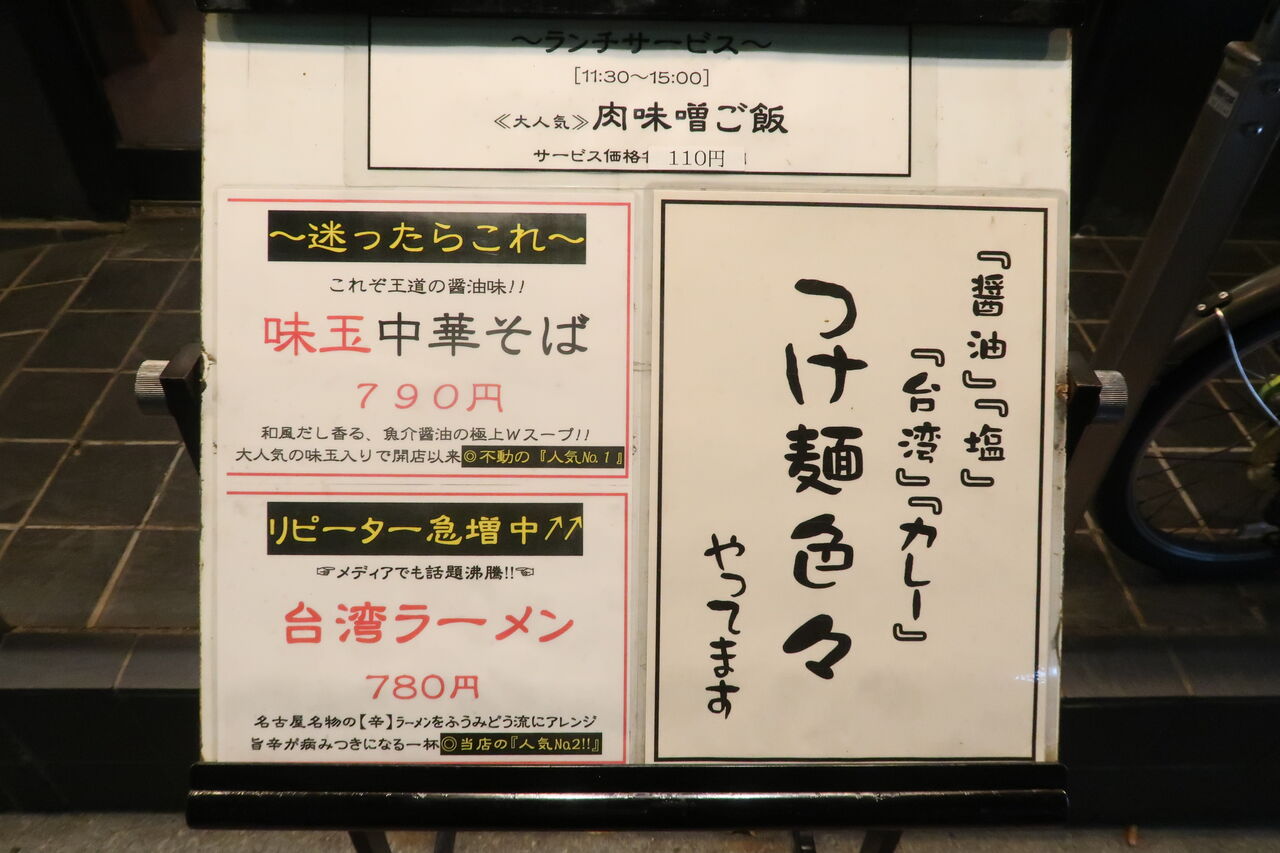 ～ランチサービス～
[11:30～15:00]
≪大人気≫肉味噌ご飯
サービス価格 110円
～迷ったらこれ～
これぞ王道の醤油味!!
味玉中華そば
790円
和風だし香る、魚介醤油の極上Wスープ!!
大人気の味玉入りで開店以来◎不動の『人気No.1』
リピーター急増中⤴⤴
☞メディアでも話題沸騰!!☜
台湾ラーメン
780円
名古屋名物の【辛】ラーメンをふうみどう流にアレンジ
旨辛が病みつきになる一杯◎当店の『人気No.2!!』
『醤油』『塩』
『台湾』『カレー』
つけ麺色々
やってます